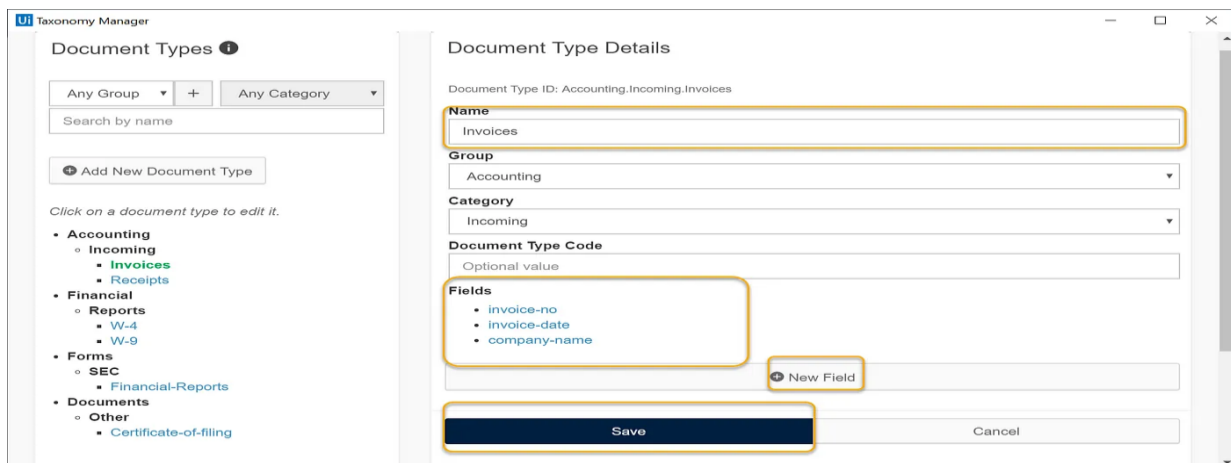 Ui Taxonomy Manager
Document Types
Any Group
+
Any Category
Search by name
Add New Document Type
Click on a document type to edit it.
Accounting
Incoming
Invoices
Receipts
Financial
Reports
W-4
W-9
Forms
SEC
Financial-Reports
Documents
Other
Certificate-of-filing
Document Type Details
Document Type ID: Accounting.Incoming.Invoices
Name
Invoices
Group
Accounting
Category
Incoming
Document Type Code
Optional value
Fields
invoice-no
invoice-date
company-name
New Field
Save
Cancel